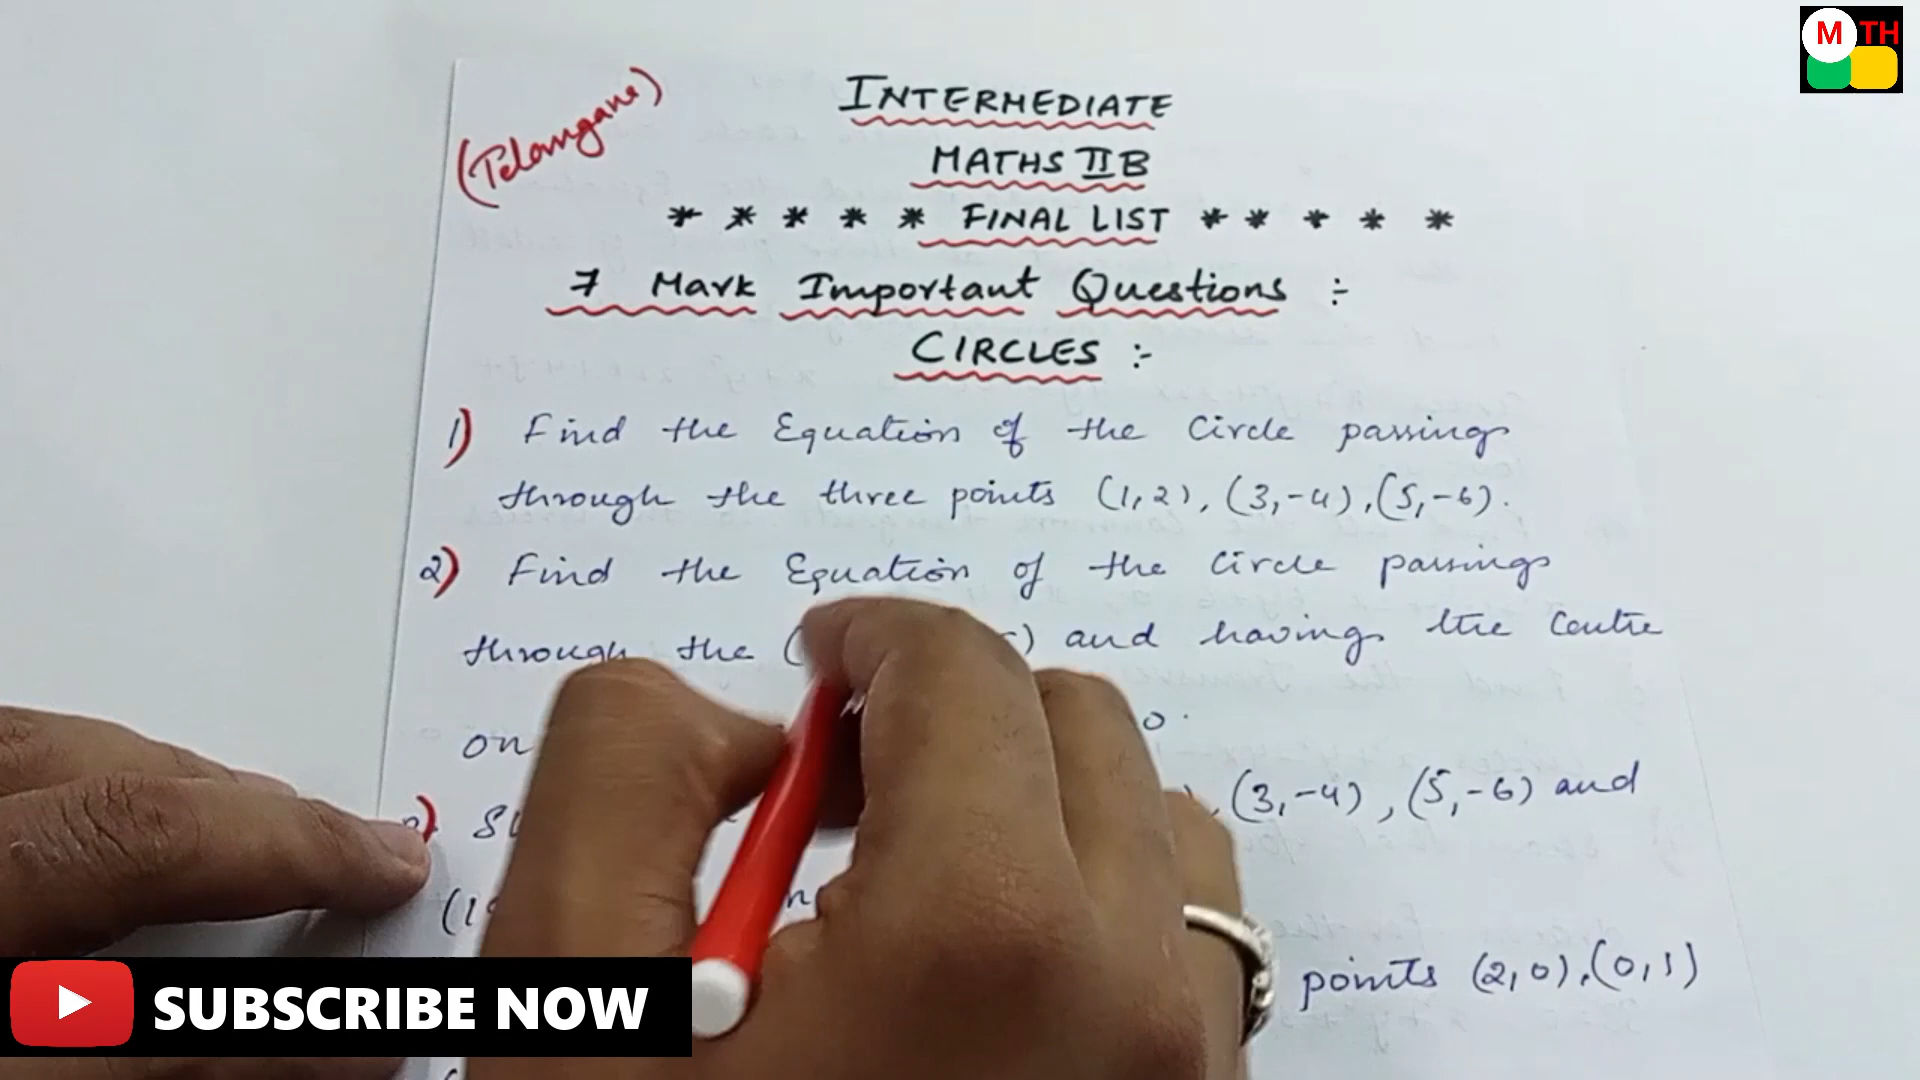 (Telangana)
INTERMEDIATE
MATHS IIB
* * * * * FINAL LIST * * * * *
7 Mark Important Questions :-
CIRCLES :-
1) Find the Equation of the Circle passing
through the three points (1,2), (3,-4), (5,-6).
2) Find the Equation of the Circle passing
through the ( ) and having the Centre
on 0.
, (3,-4), (5,-6) and
(1
points (2,0), (0,1)
SUBSCRIBE NOW
M TH